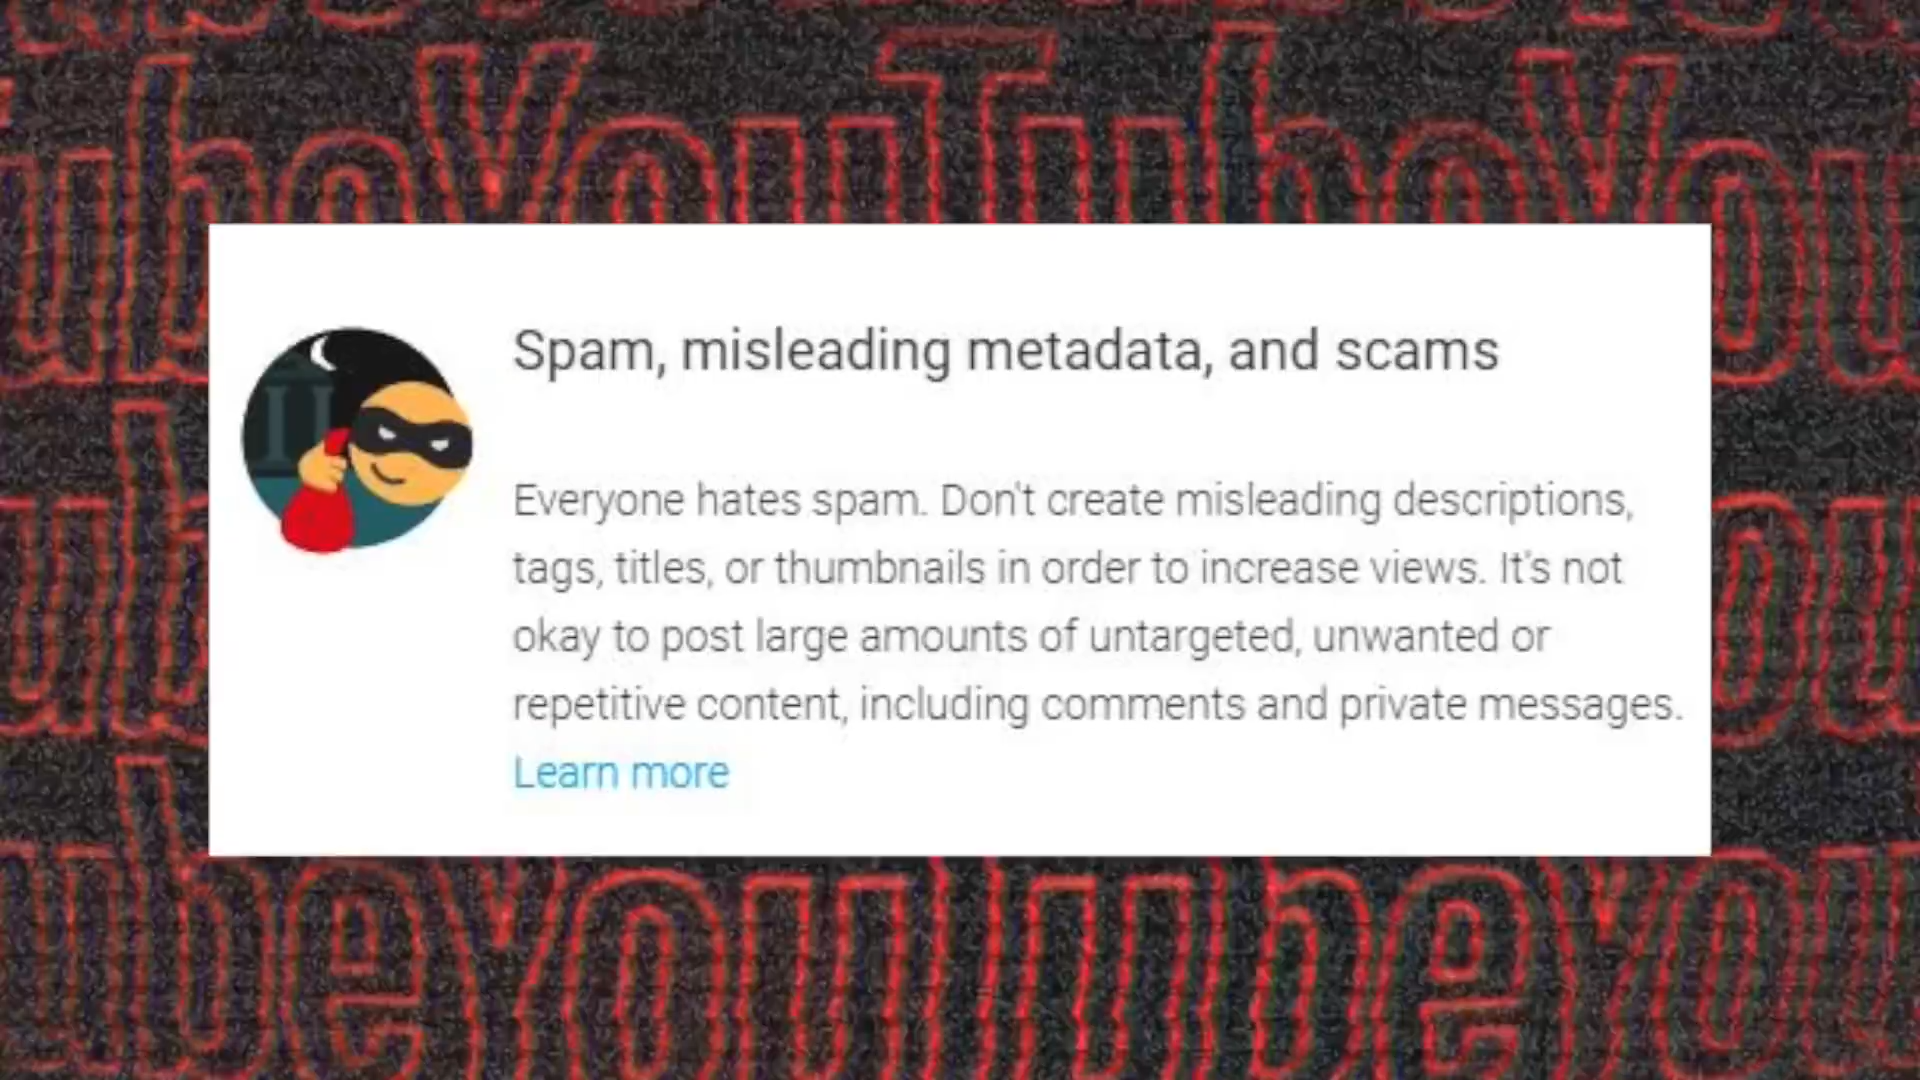 YouTubeYou
Spam, misleading metadata, and scams
Everyone hates spam. Don't create misleading descriptions,
tags, titles, or thumbnails in order to increase views. It's not
okay to post large amounts of untargeted, unwanted or
repetitive content, including comments and private messages.
Learn more